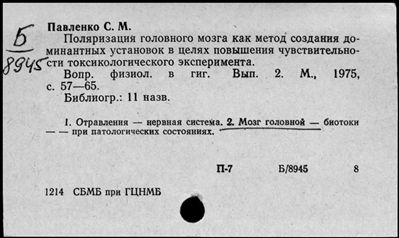 Б
8945
Павленко С. М.
Поляризация головного мозга как метод создания до-
минантных установок в целях повышения чувствительно-
сти токсикологического эксперимента.
Вопр. физиол. в гиг. Вып. 2. М., 1975,
с. 57—65.
Библиогр.: 11 назв.
1. Отравления — нервная система. 2. Мозг головной — биотоки
— — при патологических состояниях.
П-7 Б/8945 8
1214 СБМБ при ГЦНМБ